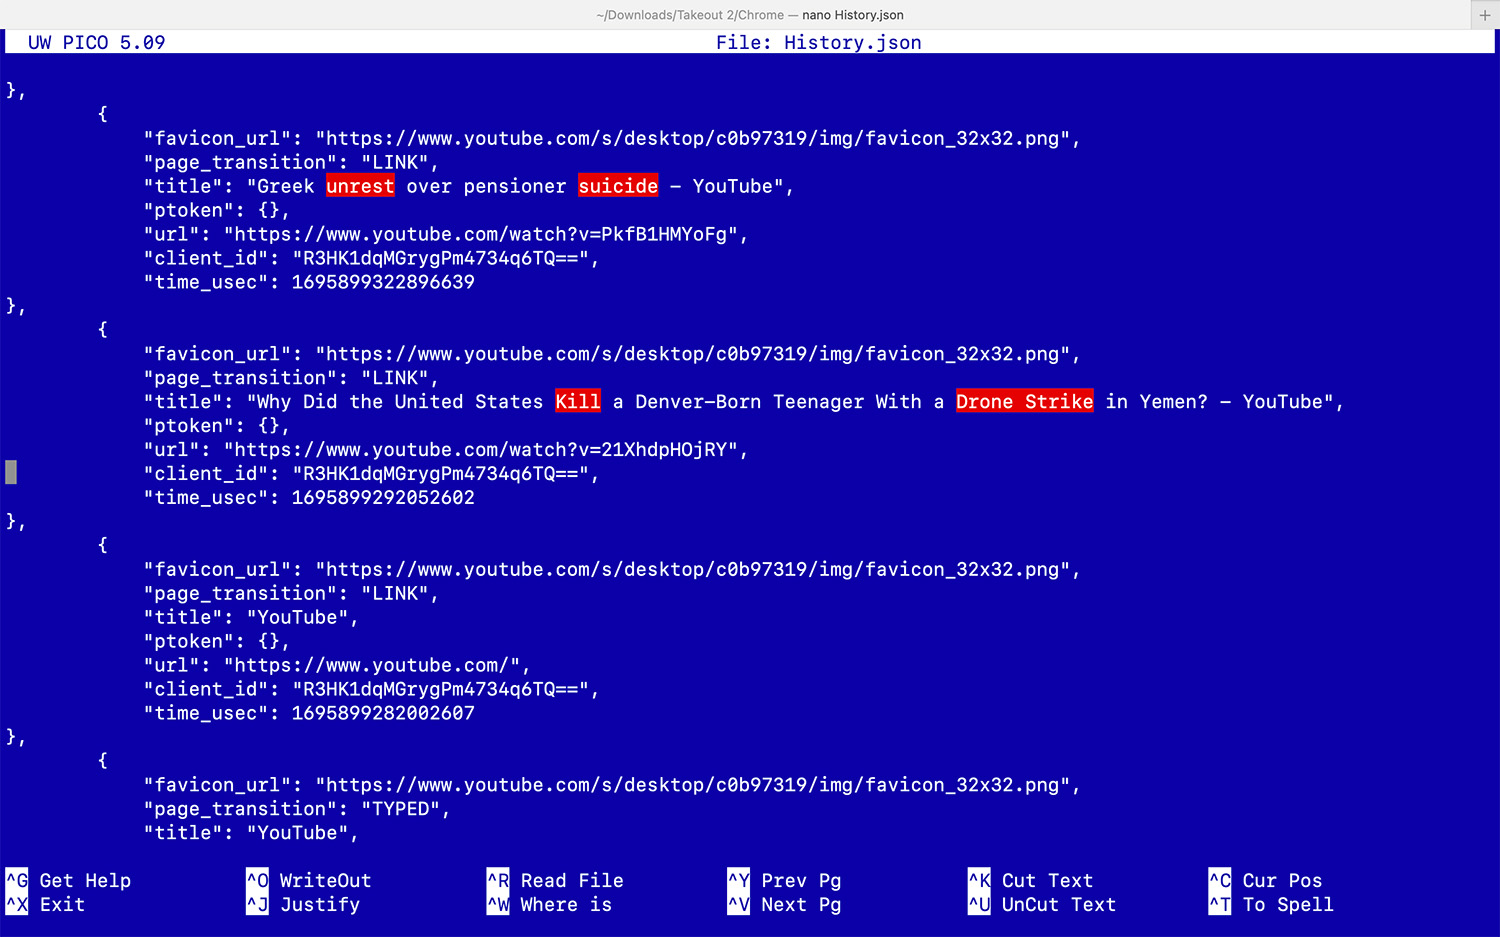 ~/Downloads/Takeout 2/Chrome — nano History.json +
UW PICO 5.09 File: History.json
},
{
"favicon_url": "https://www.youtube.com/s/desktop/c0b97319/img/favicon_32x32.png",
"page_transition": "LINK",
"title": "Greek unrest over pensioner suicide – YouTube",
"ptoken": {},
"url": "https://www.youtube.com/watch?v=PkfB1HMYoFg",
"client_id": "R3HK1dqMGrygPm4734q6TQ==",
"time_usec": 1695899322896639
},
{
"favicon_url": "https://www.youtube.com/s/desktop/c0b97319/img/favicon_32x32.png",
"page_transition": "LINK",
"title": "Why Did the United States Kill a Denver–Born Teenager With a Drone Strike in Yemen? – YouTube",
"ptoken": {},
"url": "https://www.youtube.com/watch?v=21XhdpHOjRY",
"client_id": "R3HK1dqMGrygPm4734q6TQ==",
"time_usec": 1695899292052602
},
{
"favicon_url": "https://www.youtube.com/s/desktop/c0b97319/img/favicon_32x32.png",
"page_transition": "LINK",
"title": "YouTube",
"ptoken": {},
"url": "https://www.youtube.com/",
"client_id": "R3HK1dqMGrygPm4734q6TQ==",
"time_usec": 1695899282002607
},
{
"favicon_url": "https://www.youtube.com/s/desktop/c0b97319/img/favicon_32x32.png",
"page_transition": "TYPED",
"title": "YouTube",
^G Get Help ^O WriteOut ^R Read File ^Y Prev Pg ^K Cut Text ^C Cur Pos
^X Exit ^J Justify ^W Where is ^V Next Pg ^U UnCut Text ^T To Spell